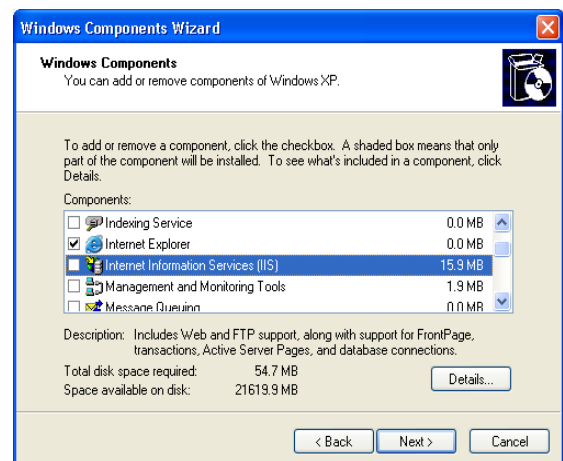 Windows Components Wizard
Windows Components
You can add or remove components of Windows XP.
To add or remove a component, click the checkbox. A shaded box means that only
part of the component will be installed. To see what's included in a component, click
Details.
Components:
Indexing Service 0.0 MB
Internet Explorer 0.0 MB
Internet Information Services (IIS) 15.9 MB
Management and Monitoring Tools 1.9 MB
Message Queuing 0.0 MB
Description: Includes Web and FTP support, along with support for FrontPage,
transactions, Active Server Pages, and database connections.
Total disk space required: 54.7 MB
Space available on disk: 21619.9 MB
Details...
< Back Next > Cancel